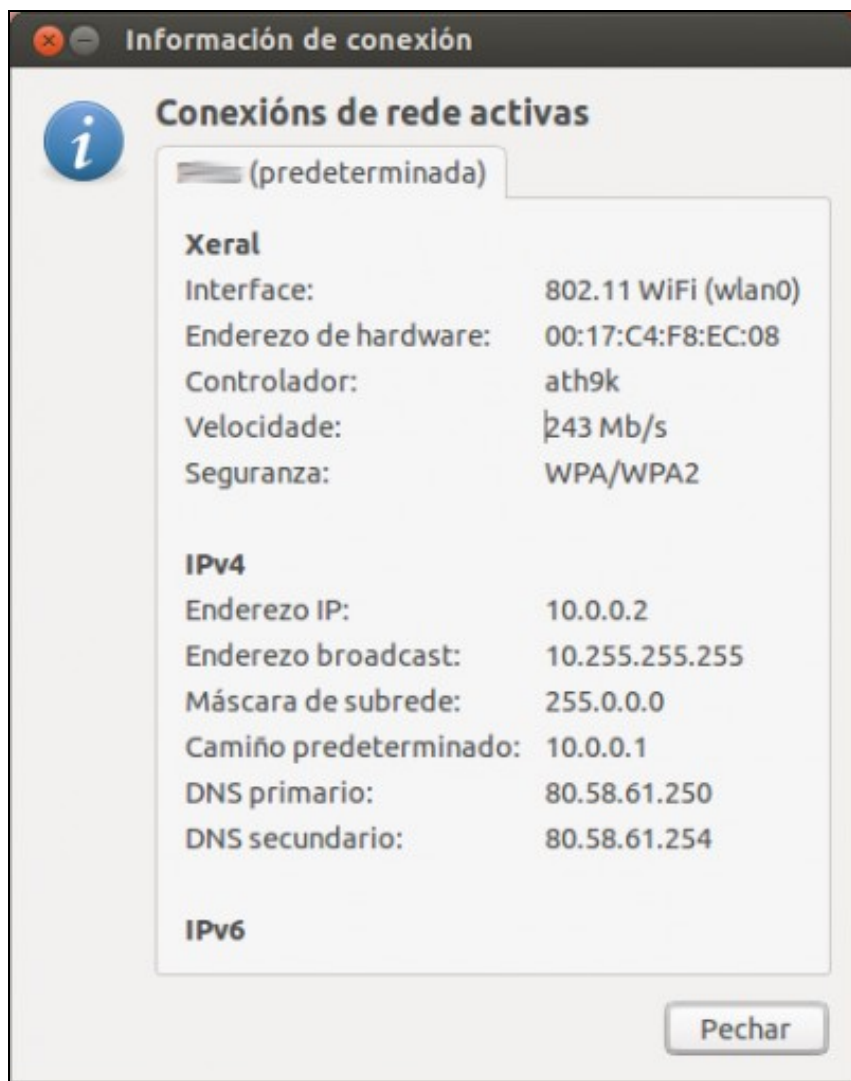 Información de conexión
Conexións de rede activas
(predeterminada)
Xeral
Interface: 802.11 WiFi (wlan0)
Enderezo de hardware: 00:17:C4:F8:EC:08
Controlador: ath9k
Velocidade: 243 Mb/s
Seguranza: WPA/WPA2
IPv4
Enderezo IP: 10.0.0.2
Enderezo broadcast: 10.255.255.255
Máscara de subrede: 255.0.0.0
Camiño predeterminado: 10.0.0.1
DNS primario: 80.58.61.250
DNS secundario: 80.58.61.254
IPv6
Pechar